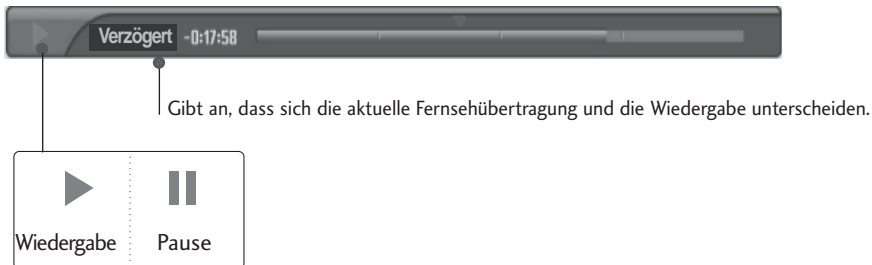 Verzögert -0:17:58
Gibt an, dass sich die aktuelle Fernsehübertragung und die Wiedergabe unterscheiden.
Wiedergabe Pause